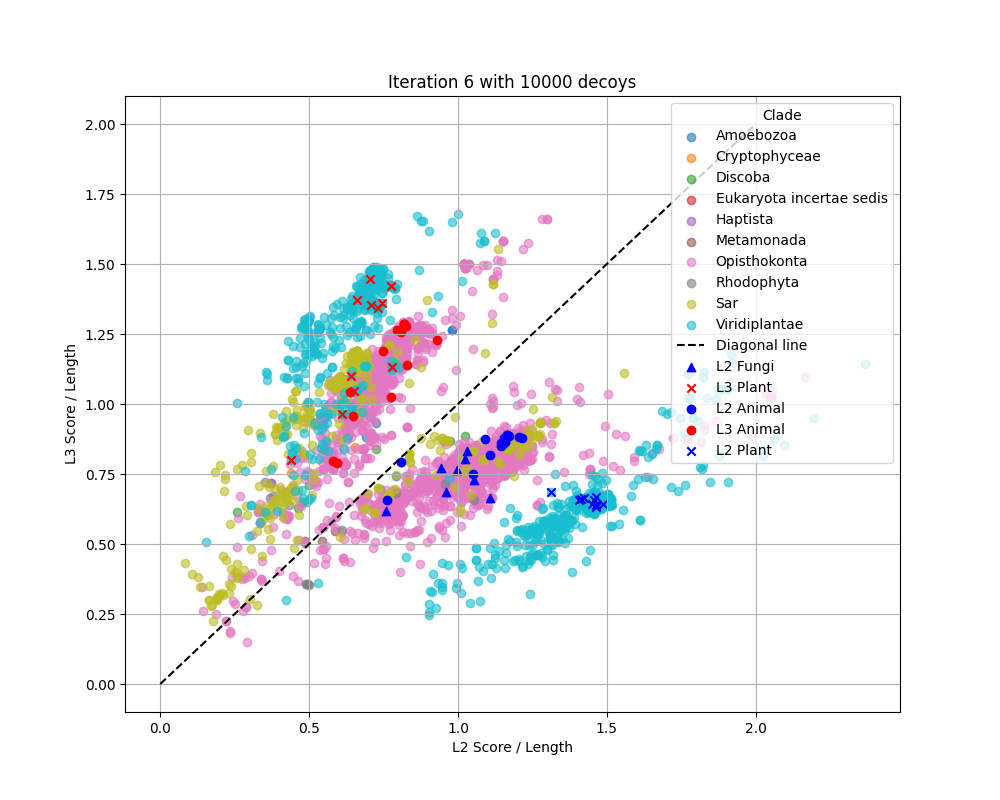 Iteration 6 with 10000 decoys
Clade
Amoebozoa
Cryptophyceae
Discoba
Eukaryota incertae sedis
Haptista
Metamonada
Opisthokonta
Rhodophyta
Sar
Viridiplantae
Diagonal line
L2 Fungi
L3 Plant
L2 Animal
L3 Animal
L2 Plant
L3 Score / Length
2.00
1.75
1.50
1.25
1.00
0.75
0.50
0.25
0.00
0.0 0.5 1.0 1.5 2.0
L2 Score / Length